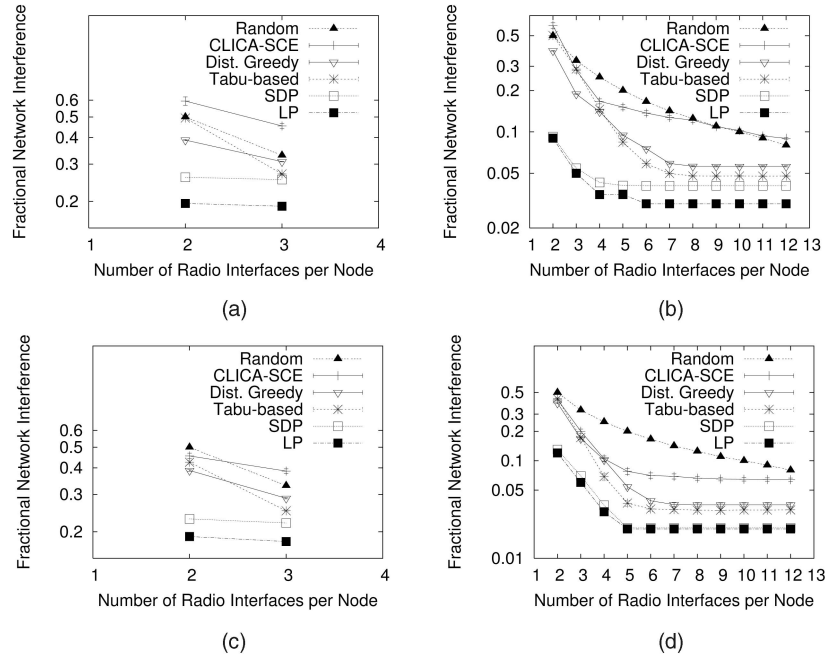 Fractional Network Interference
0.6
0.5
0.4
0.3
0.2
1
2
3
4
Random
CLICA-SCE
Dist. Greedy
Tabu-based
SDP
LP
Number of Radio Interfaces per Node
(a)
Fractional Network Interference
0.5
0.3
0.2
0.1
0.05
0.02
1 2 3 4 5 6 7 8 9 10 11 12 13
Random
CLICA-SCE
Dist. Greedy
Tabu-based
SDP
LP
Number of Radio Interfaces per Node
(b)
Fractional Network Interference
0.6
0.5
0.4
0.3
0.2
1
2
3
4
Random
CLICA-SCE
Dist. Greedy
Tabu-based
SDP
LP
Number of Radio Interfaces per Node
(c)
Fractional Network Interference
0.5
0.3
0.2
0.1
0.05
0.01
1 2 3 4 5 6 7 8 9 10 11 12 13
Random
CLICA-SCE
Dist. Greedy
Tabu-based
SDP
LP
Number of Radio Interfaces per Node
(d)